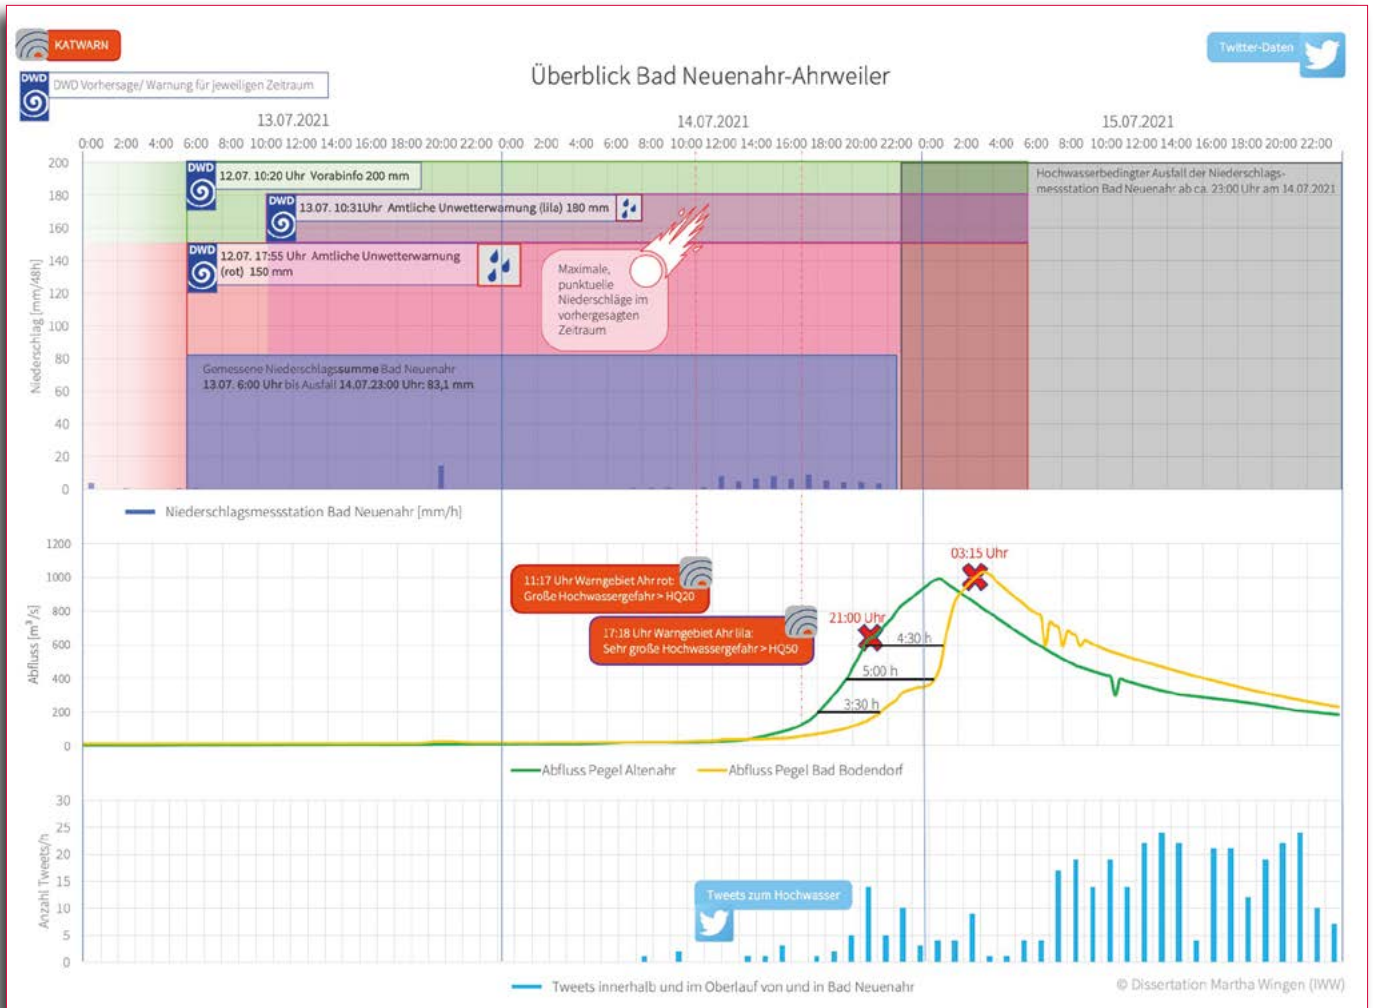 KATWARN
Twitter-Daten
DWD
DWD Vorhersage/ Warnung für jeweiligen Zeitraum
Überblick Bad Neuenahr-Ahrweiler
13.07.2021
14.07.2021
15.07.2021
0:00 2:00 4:00 6:00 8:00 10:00 12:00 14:00 16:00 18:00 20:00 22:00 0:00 2:00 4:00 6:00 8:00 10:00 12:00 14:00 16:00 18:00 20:00 22:00 0:00 2:00 4:00 6:00 8:00 10:00 12:00 14:00 16:00 18:00 20:00 22:00
Niederschlag [mm/48h]
200
180
160
140
120
100
80
60
40
20
0
DWD
12.07. 10:20 Uhr Vorabinfo 200 mm
DWD
13.07. 10:31Uhr Amtliche Unwetterwarnung (lila) 180 mm
DWD
12.07. 17:55 Uhr Amtliche Unwetterwarnung
(rot) 150 mm
Maximale,
punktuelle
Niederschläge im
vorhergesagten
Zeitraum
Hochwasserbedingter Ausfall der Niederschlags-
messstation Bad Neuenahr ab ca. 23:00 Uhr am 14.07.2021
Gemessene Niederschlagssumme Bad Neuenahr
13.07. 6:00 Uhr bis Ausfall 14.07.23:00 Uhr: 83,1 mm
Niederschlagsmessstation Bad Neuenahr [mm/h]
Abfluss [m³/s]
1200
1000
800
600
400
200
0
11:17 Uhr Warngebiet Ahr rot:
Große Hochwassergefahr > HQ20
17:18 Uhr Warngebiet Ahr lila:
Sehr große Hochwassergefahr > HQ50
21:00 Uhr
03:15 Uhr
4:30 h
5:00 h
3:30 h
Abfluss Pegel Altenahr
Abfluss Pegel Bad Bodendorf
Anzahl Tweets/h
30
25
20
15
10
5
0
Tweets zum Hochwasser
Tweets innerhalb und im Oberlauf von und in Bad Neuenahr
© Dissertation Martha Wingen (IWW)